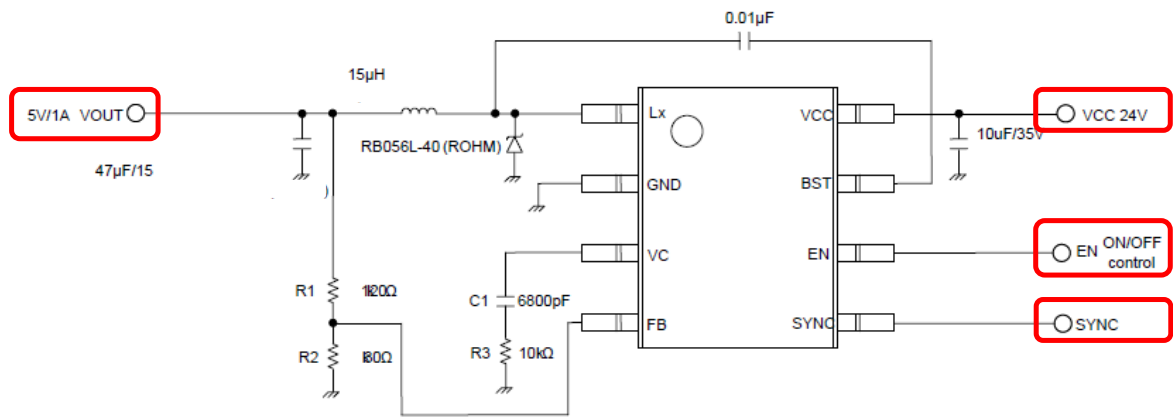 0.01µF
15µH
5V/1A VOUT
Lx
VCC
VCC 24V
RB056L-40 (ROHM)
10uF/35V
47µF/15
GND
BST
)
VC
EN
EN ON/OFF
control
R1
C1 6800pF
FB
SYNC
SYNC
R2
R3 10kΩ